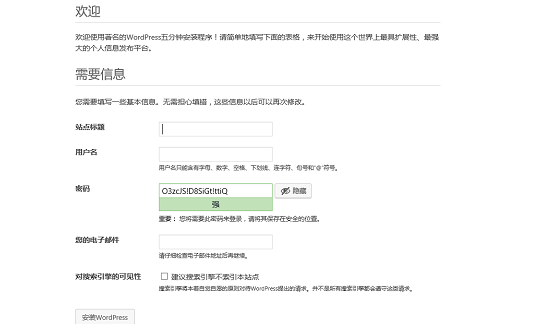 欢迎
欢迎使用著名的WordPress五分钟安装程序！请简单地填写下面的表格，来开始使用这个世界上最具扩展性、最强
大的个人信息发布平台。
需要信息
您需要填写一些基本信息。无需担心填错，这些信息以后可以再次修改。
站点标题
用户名
用户名只能含有字母、数字、空格、下划线、连字符、句号和“@”符号。
密码
O3zcJS!D8SiGt!ttiQ
隐藏
强
重要： 您将需要此密码来登录，请将其保存在安全的位置。
您的电子邮件
请仔细检查电子邮件地址后再继续。
对搜索引擎的可见性
建议搜索引擎不索引本站点
搜索引擎将本着自觉自愿的原则对待WordPress提出的请求。并不是所有搜索引擎都会遵守这类请求。
安装WordPress